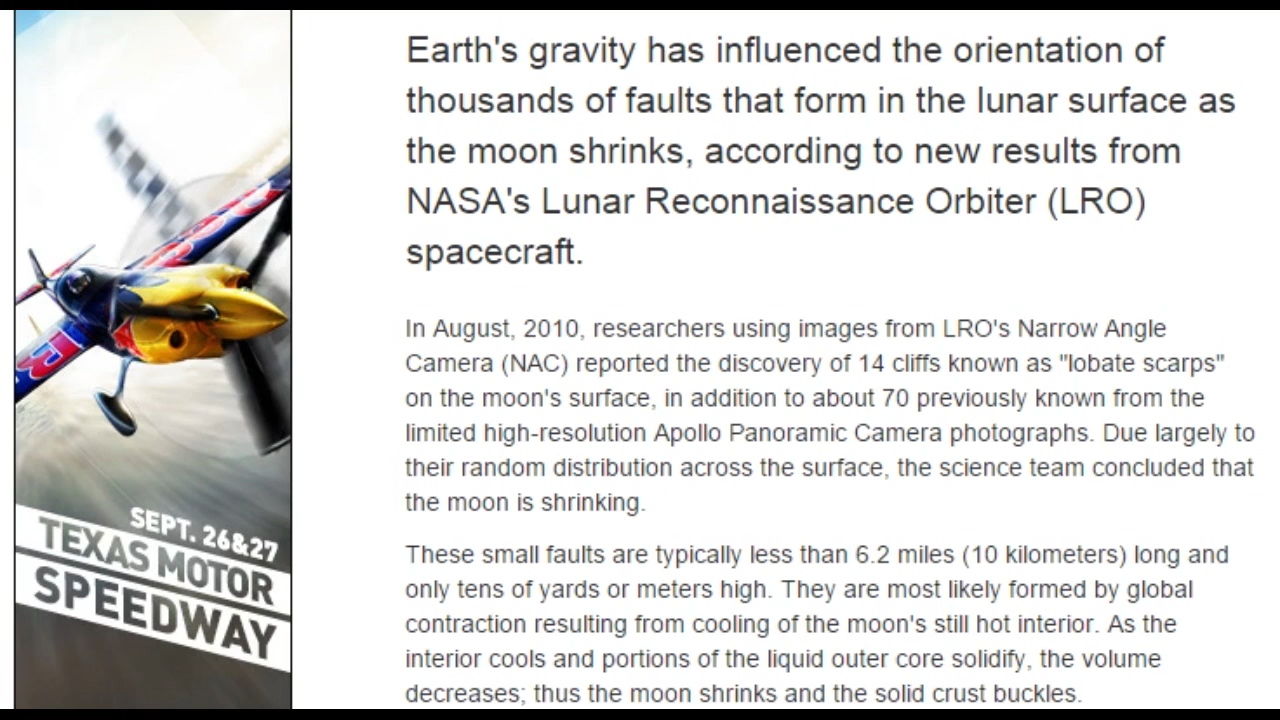 Earth's gravity has influenced the orientation of
thousands of faults that form in the lunar surface as
the moon shrinks, according to new results from
NASA's Lunar Reconnaissance Orbiter (LRO)
spacecraft.
In August, 2010, researchers using images from LRO's Narrow Angle
Camera (NAC) reported the discovery of 14 cliffs known as "lobate scarps"
on the moon's surface, in addition to about 70 previously known from the
limited high-resolution Apollo Panoramic Camera photographs. Due largely to
their random distribution across the surface, the science team concluded that
the moon is shrinking.
These small faults are typically less than 6.2 miles (10 kilometers) long and
only tens of yards or meters high. They are most likely formed by global
contraction resulting from cooling of the moon's still hot interior. As the
interior cools and portions of the liquid outer core solidify, the volume
decreases; thus the moon shrinks and the solid crust buckles.
SEPT. 26&27
TEXAS MOTOR
SPEEDWAY